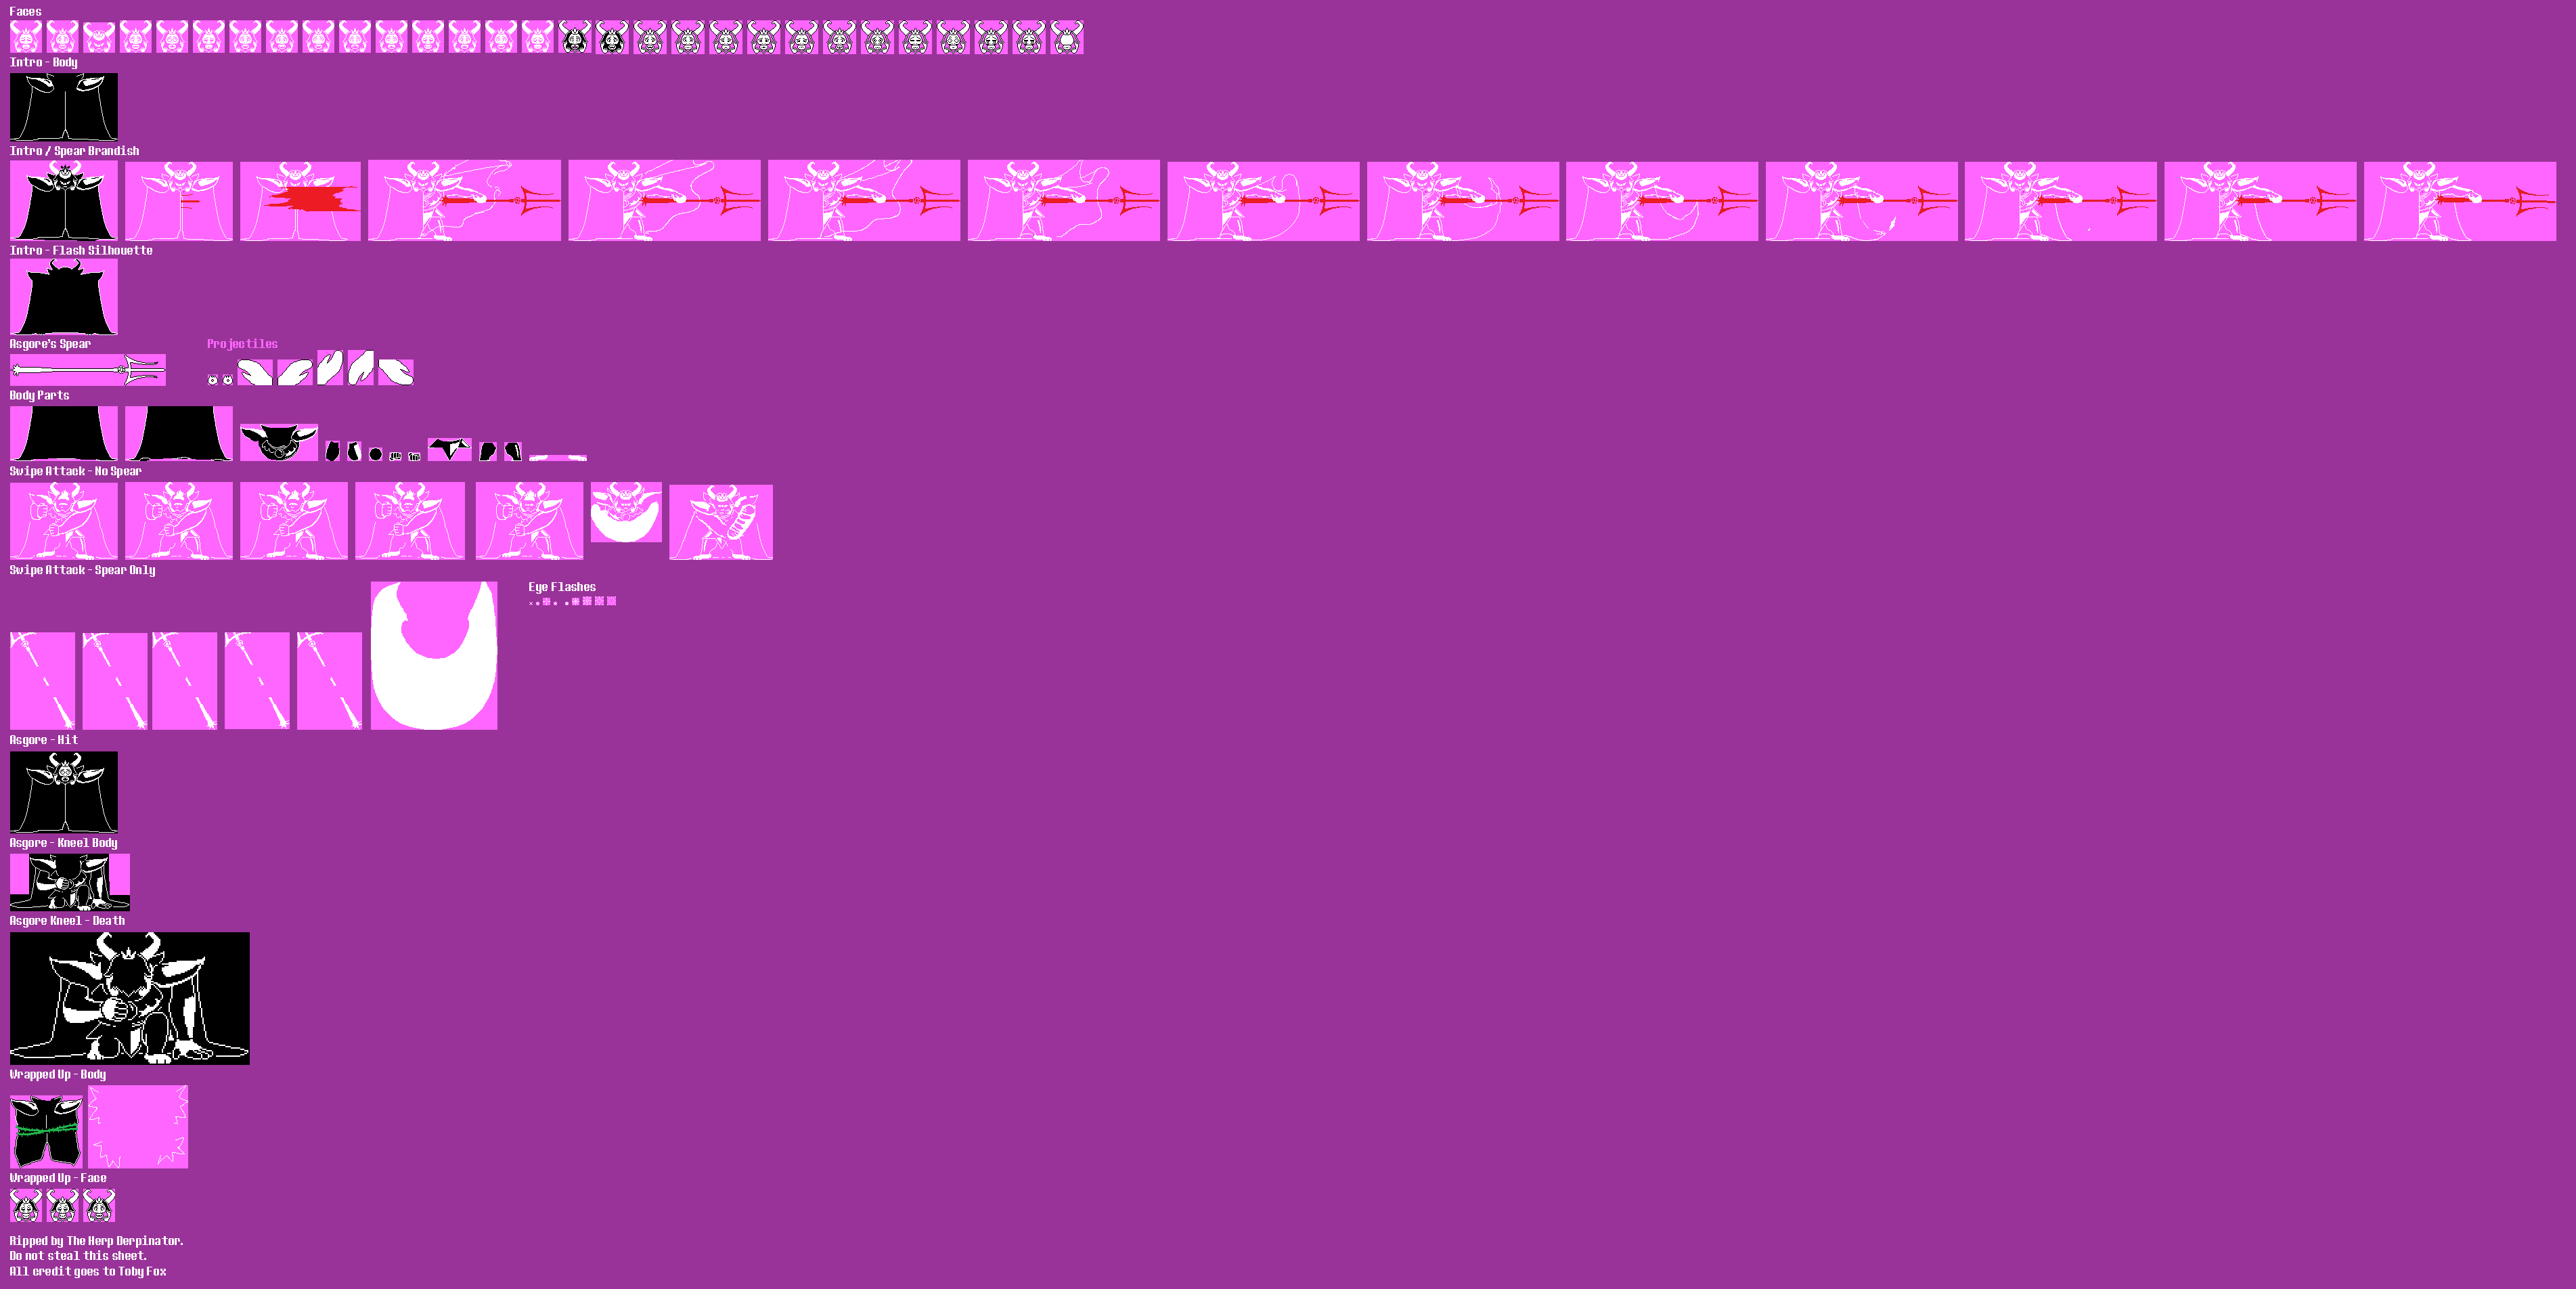 Faces
Intro - Body
Intro / Spear Brandish
Intro - Flash Silhouette
Asgore's Spear
Projectiles
Body Parts
Swipe Attack - No Spear
Swipe Attack - Spear Only
Eye Flashes
Asgore - Hit
Asgore - Kneel Body
Asgore Kneel - Death
Wrapped Up - Body
Wrapped Up - Face
Ripped by The Herp Derpinator.
Do not steal this sheet.
All credit goes to Toby Fox